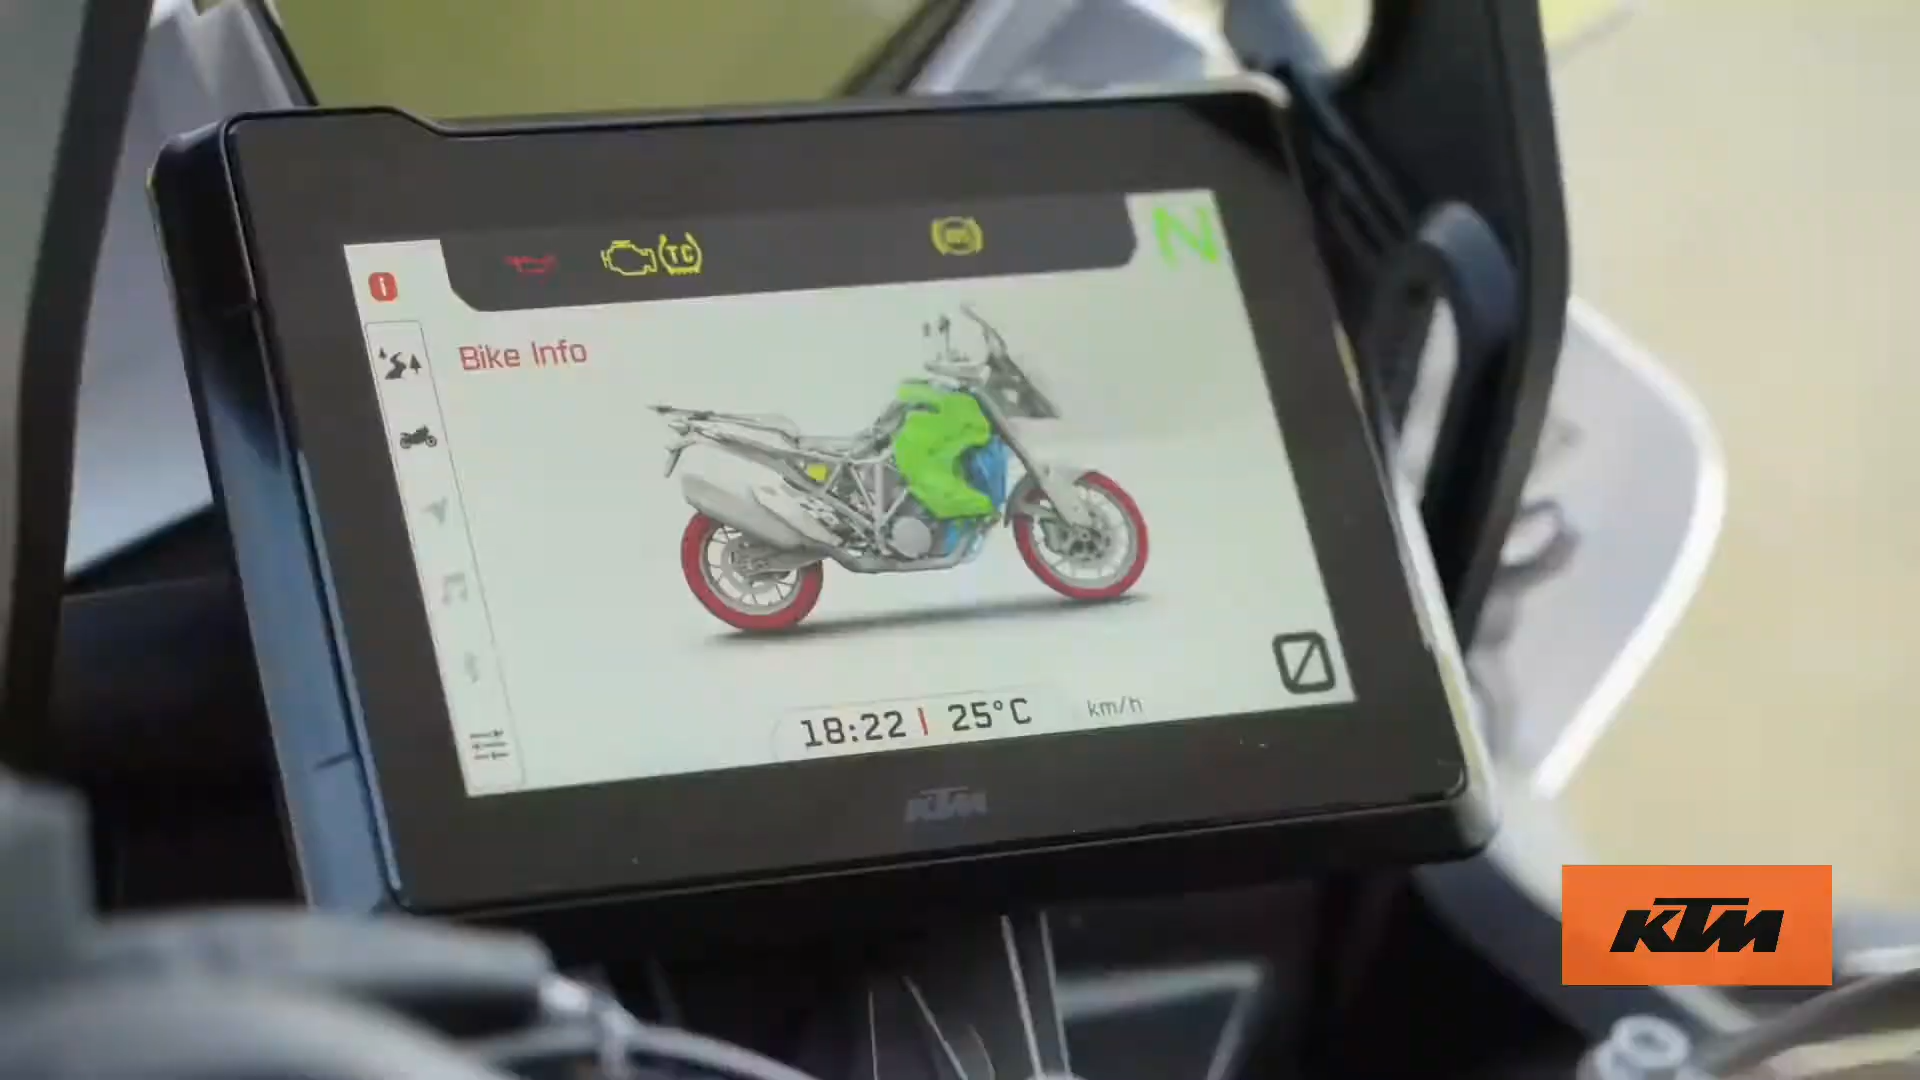 TC
N
i
Bike Info
18:22 | 25°C
km/h
KTM
KTM